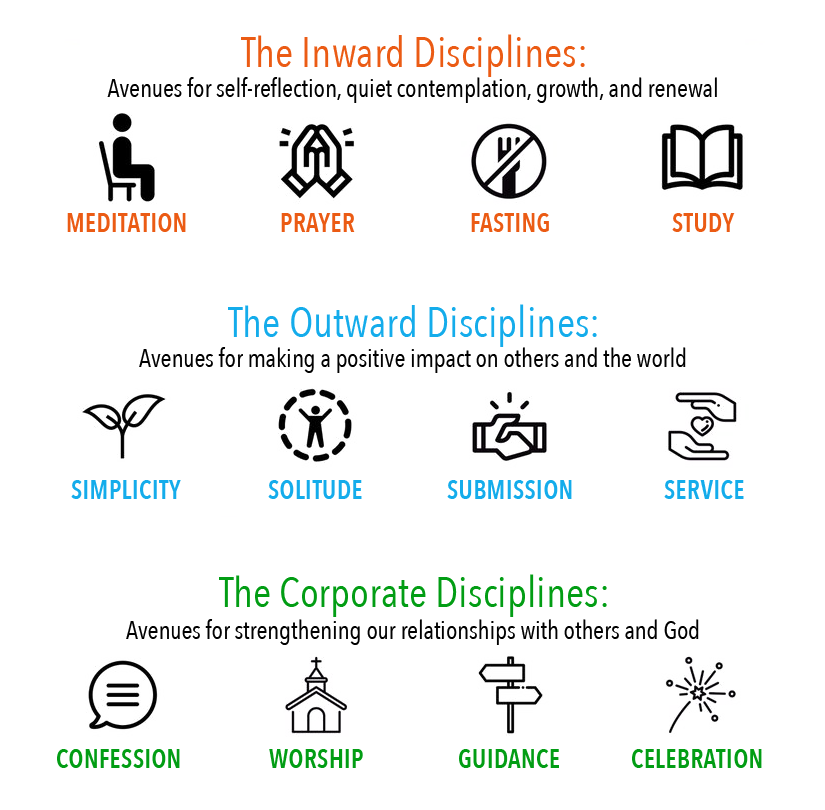 The Inward Disciplines:
Avenues for self-reflection, quiet contemplation, growth, and renewal
MEDITATION PRAYER FASTING STUDY
The Outward Disciplines:
Avenues for making a positive impact on others and the world
SIMPLICITY SOLITUDE SUBMISSION SERVICE
The Corporate Disciplines:
Avenues for strengthening our relationships with others and God
CONFESSION WORSHIP GUIDANCE CELEBRATION